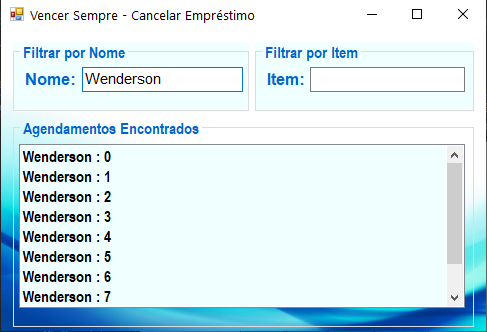 Vencer Sempre - Cancelar Empréstimo
Filtrar por Nome
Nome: Wenderson
Filtrar por Item
Item:
Agendamentos Encontrados
Wenderson : 0
Wenderson : 1
Wenderson : 2
Wenderson : 3
Wenderson : 4
Wenderson : 5
Wenderson : 6
Wenderson : 7